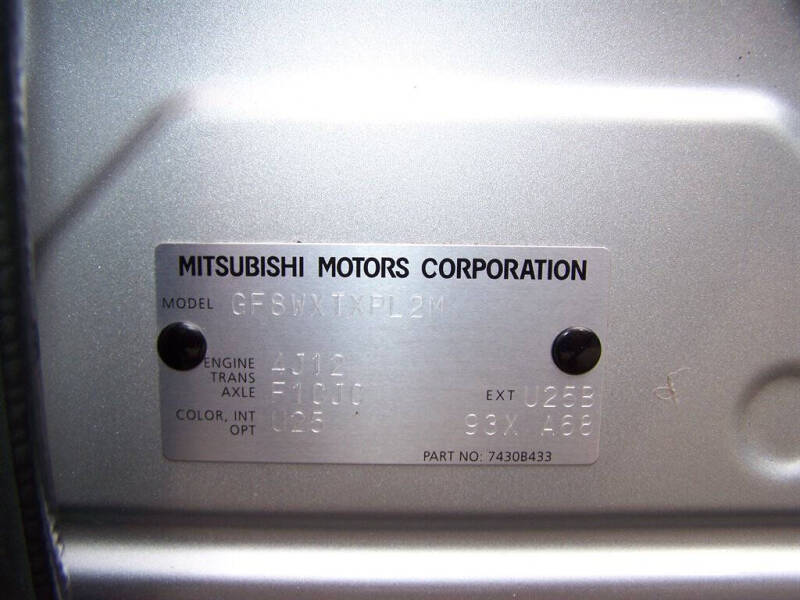 MITSUBISHI MOTORS CORPORATION
MODEL GF8WXTXPL2M
ENGINE 4J12
TRANS
AXLE F1CJC EXT U25B
COLOR, INT U25 93X A68
OPT
PART NO: 7430B433